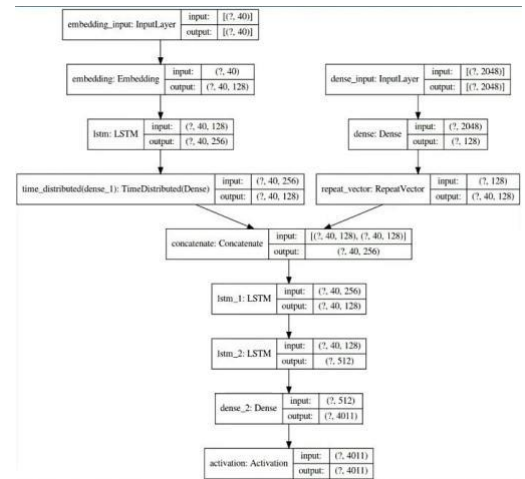 embedding_input: InputLayer input: [(?, 40)]
output: [(?, 40)]
embedding: Embedding input: (?, 40)
output: (?, 40, 128)
dense_input: InputLayer input: [(?, 2048)]
output: [(?, 2048)]
lstm: LSTM input: (?, 40, 128)
output: (?, 40, 256)
dense: Dense input: (?, 2048)
output: (?, 128)
time_distributed(dense_1): TimeDistributed(Dense) input: (?, 40, 256)
output: (?, 40, 128)
repeat_vector: RepeatVector input: (?, 128)
output: (?, 40, 128)
concatenate: Concatenate input: [(?, 40, 128), (?, 40, 128)]
output: (?, 40, 256)
lstm_1: LSTM input: (?, 40, 256)
output: (?, 40, 128)
lstm_2: LSTM input: (?, 40, 128)
output: (?, 512)
dense_2: Dense input: (?, 512)
output: (?, 4011)
activation: Activation input: (?, 4011)
output: (?, 4011)